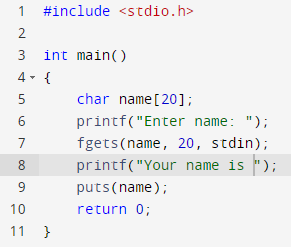 1 #include <stdio.h>
2
3 int main()
4 {
5     char name[20];
6     printf("Enter name: ");
7     fgets(name, 20, stdin);
8     printf("Your name is ");
9     puts(name);
10     return 0;
11 }